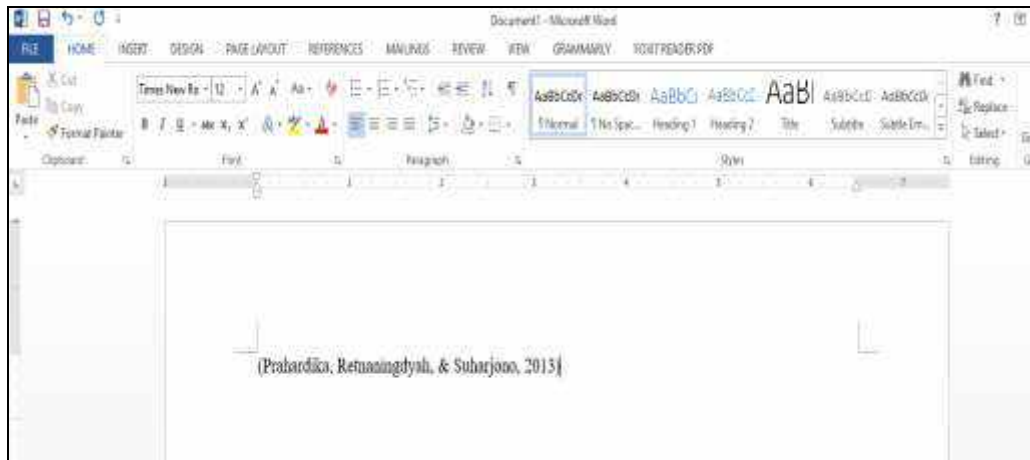 Document1 - Microsoft Word
FILE HOME INSERT DESIGN PAGE LAYOUT REFERENCES MAILINGS REVIEW VIEW GRAMMARLY FOXIT READER PDF
Cut
Copy
Paste
Format Painter
Times New Ro 12
AaBbCcDc AaBbCcDc AaBbC AaBbCcC AaBl AaBbCcD AaBbCcDc
¶ Normal ¶ No Spac... Heading 1 Heading 2 Title Subtitle Subtle Em...
Find
Replace
Select
Clipboard Font Paragraph Styles Editing
(Prahardika, Retnaningdyah, & Suharjono, 2013)